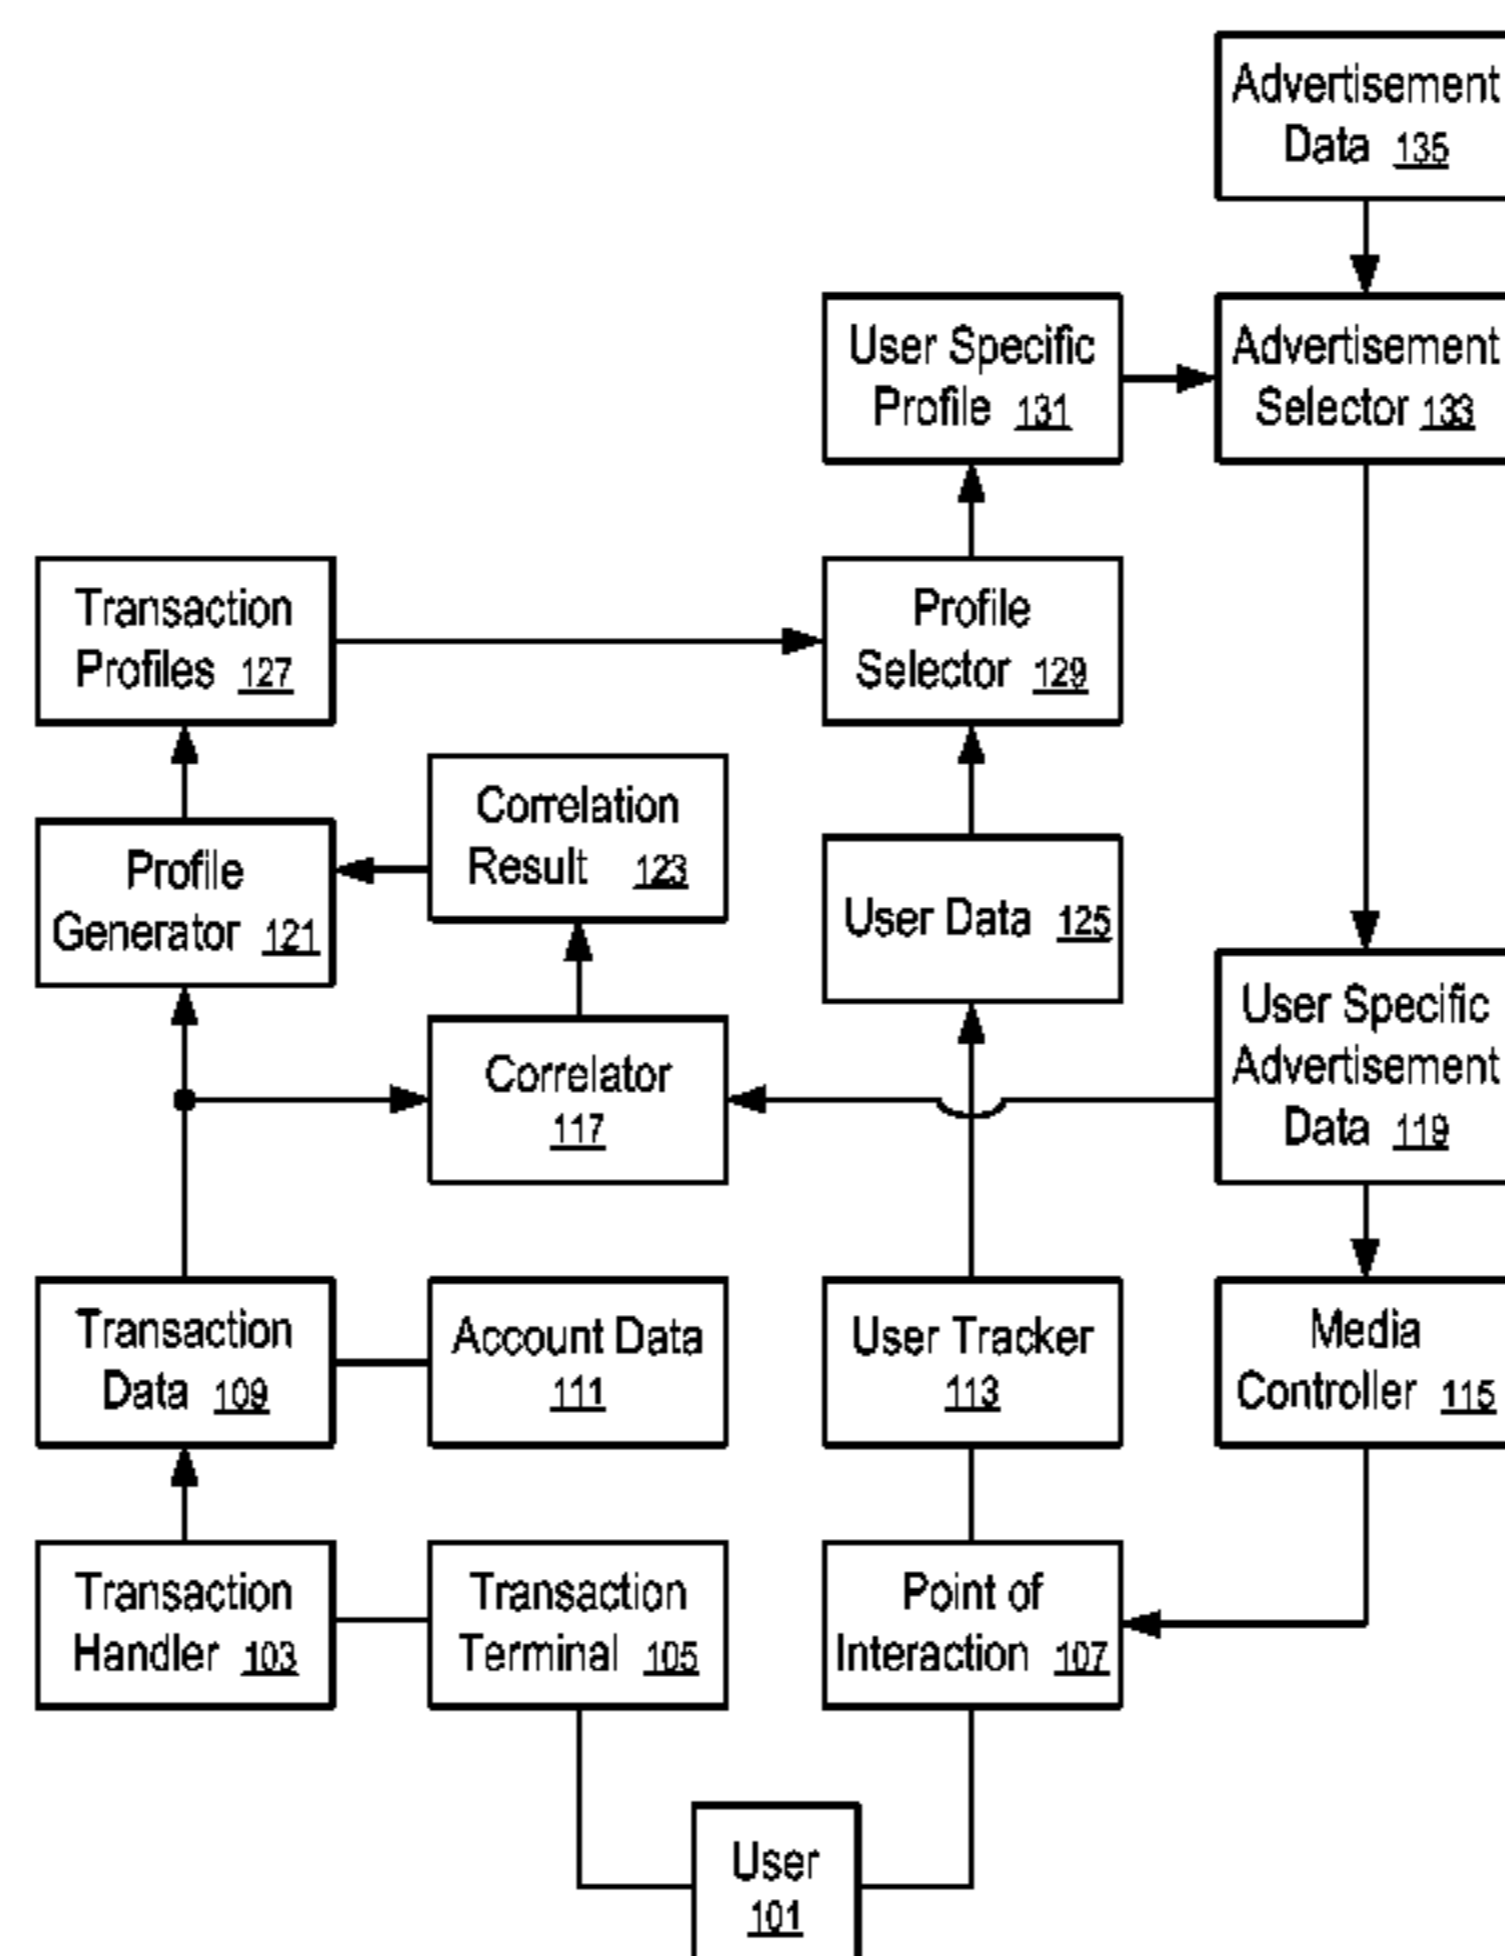 Advertisement
Data 135
User Specific
Profile 131
Advertisement
Selector 133
Transaction
Profiles 127
Profile
Selector 129
Correlation
Result 123
Profile
Generator 121
User Data 125
User Specific
Advertisement
Data 119
Correlator
117
Transaction
Data 109
Account Data
111
User Tracker
113
Media
Controller 115
Transaction
Handler 103
Transaction
Terminal 105
Point of
Interaction 107
User
101